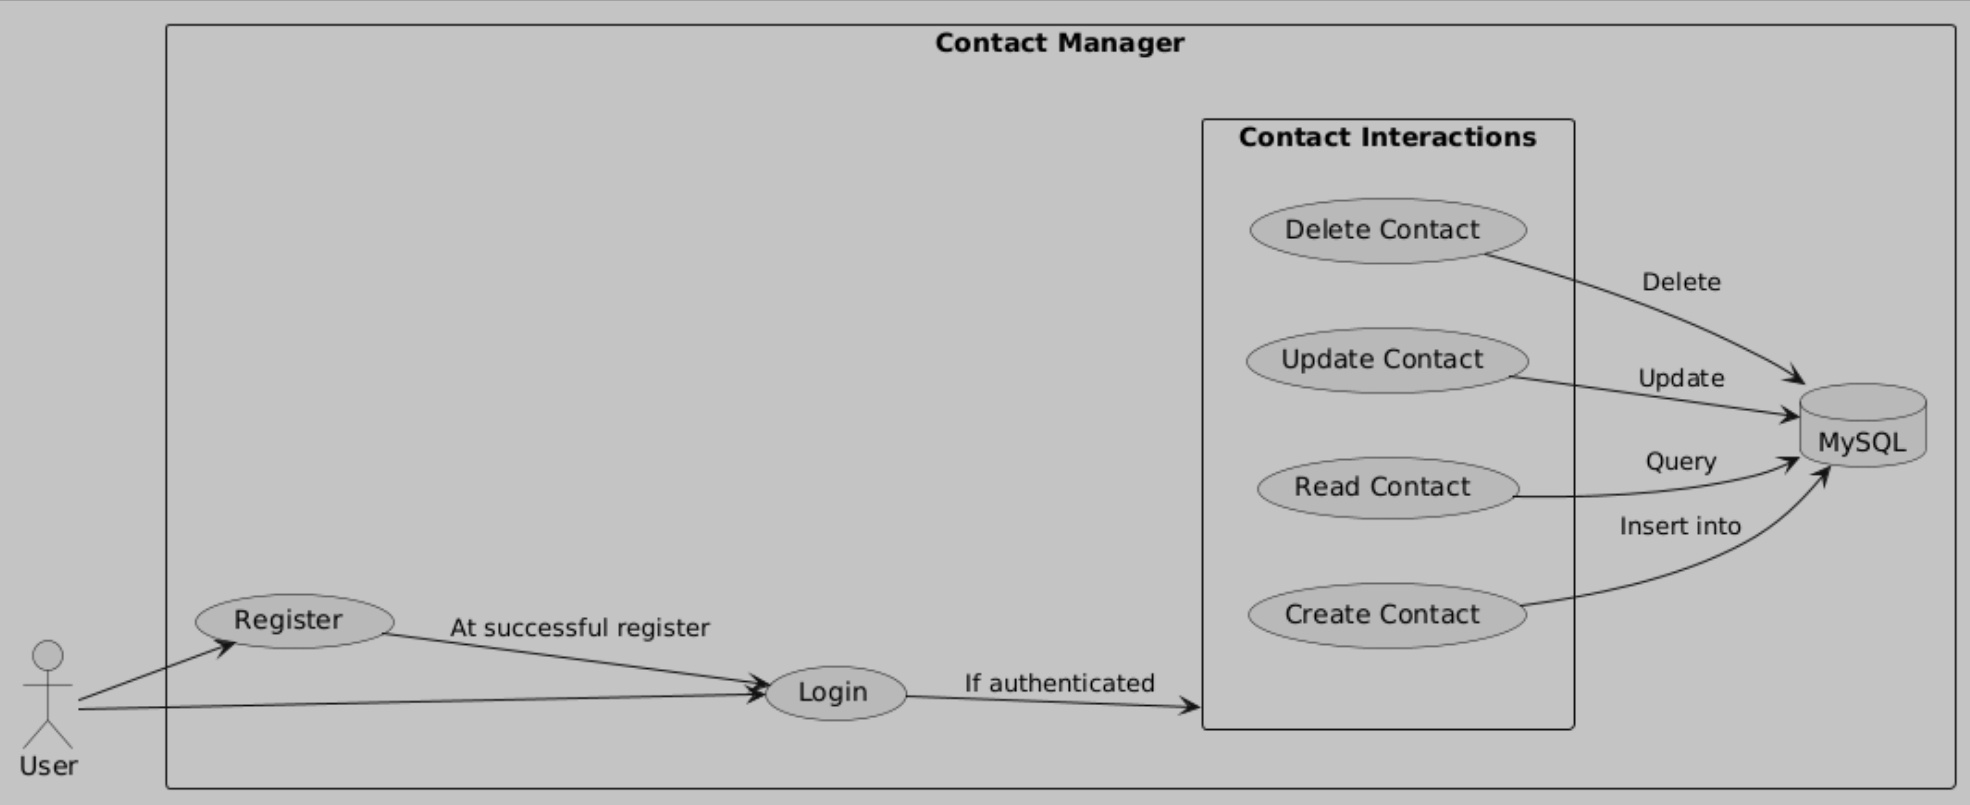 Contact Manager
Contact Interactions
Delete Contact
Delete
Update Contact
Update
MySQL
Read Contact
Query
Insert into
Create Contact
Register
At successful register
Login
If authenticated
User